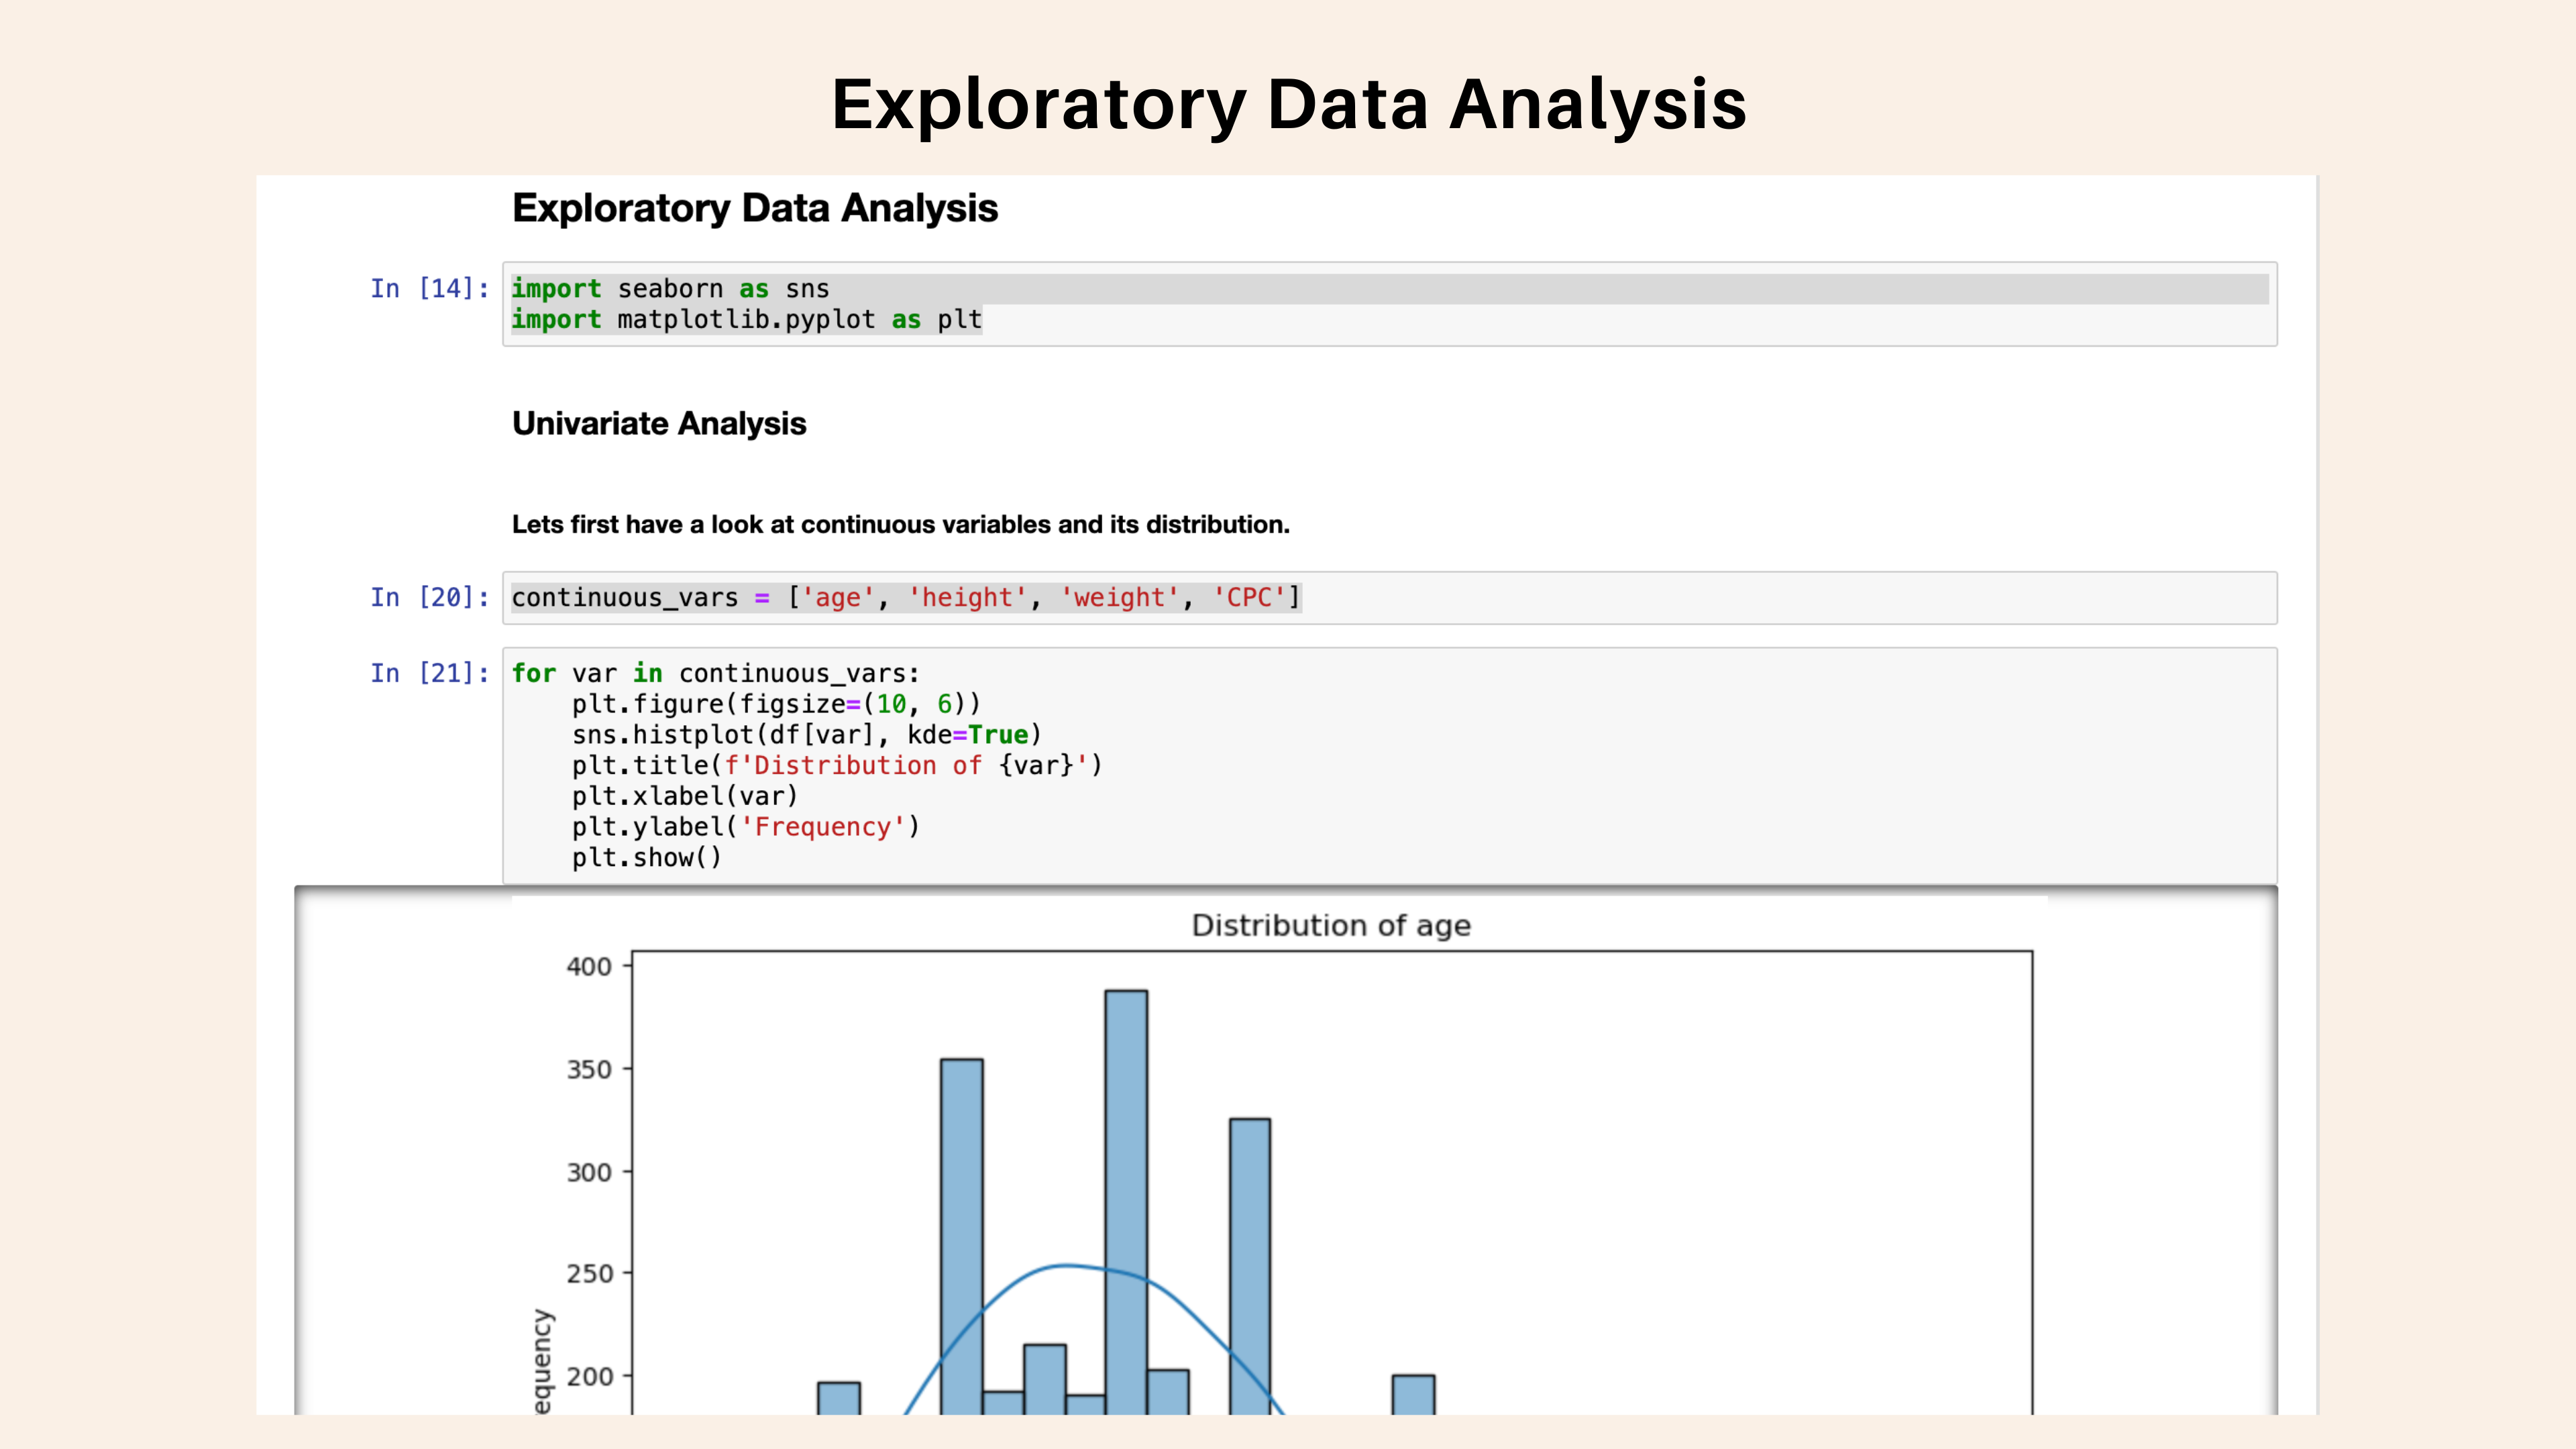 Exploratory Data Analysis
Exploratory Data Analysis
In [14]:
import seaborn as sns
import matplotlib.pyplot as plt
Univariate Analysis
Lets first have a look at continuous variables and its distribution.
In [20]:
continuous_vars = ['age', 'height', 'weight', 'CPC']
In [21]:
for var in continuous_vars:
    plt.figure(figsize=(10, 6))
    sns.histplot(df[var], kde=True)
    plt.title(f'Distribution of {var}')
    plt.xlabel(var)
    plt.ylabel('Frequency')
    plt.show()
Distribution of age
400
350
300
250
200
equency